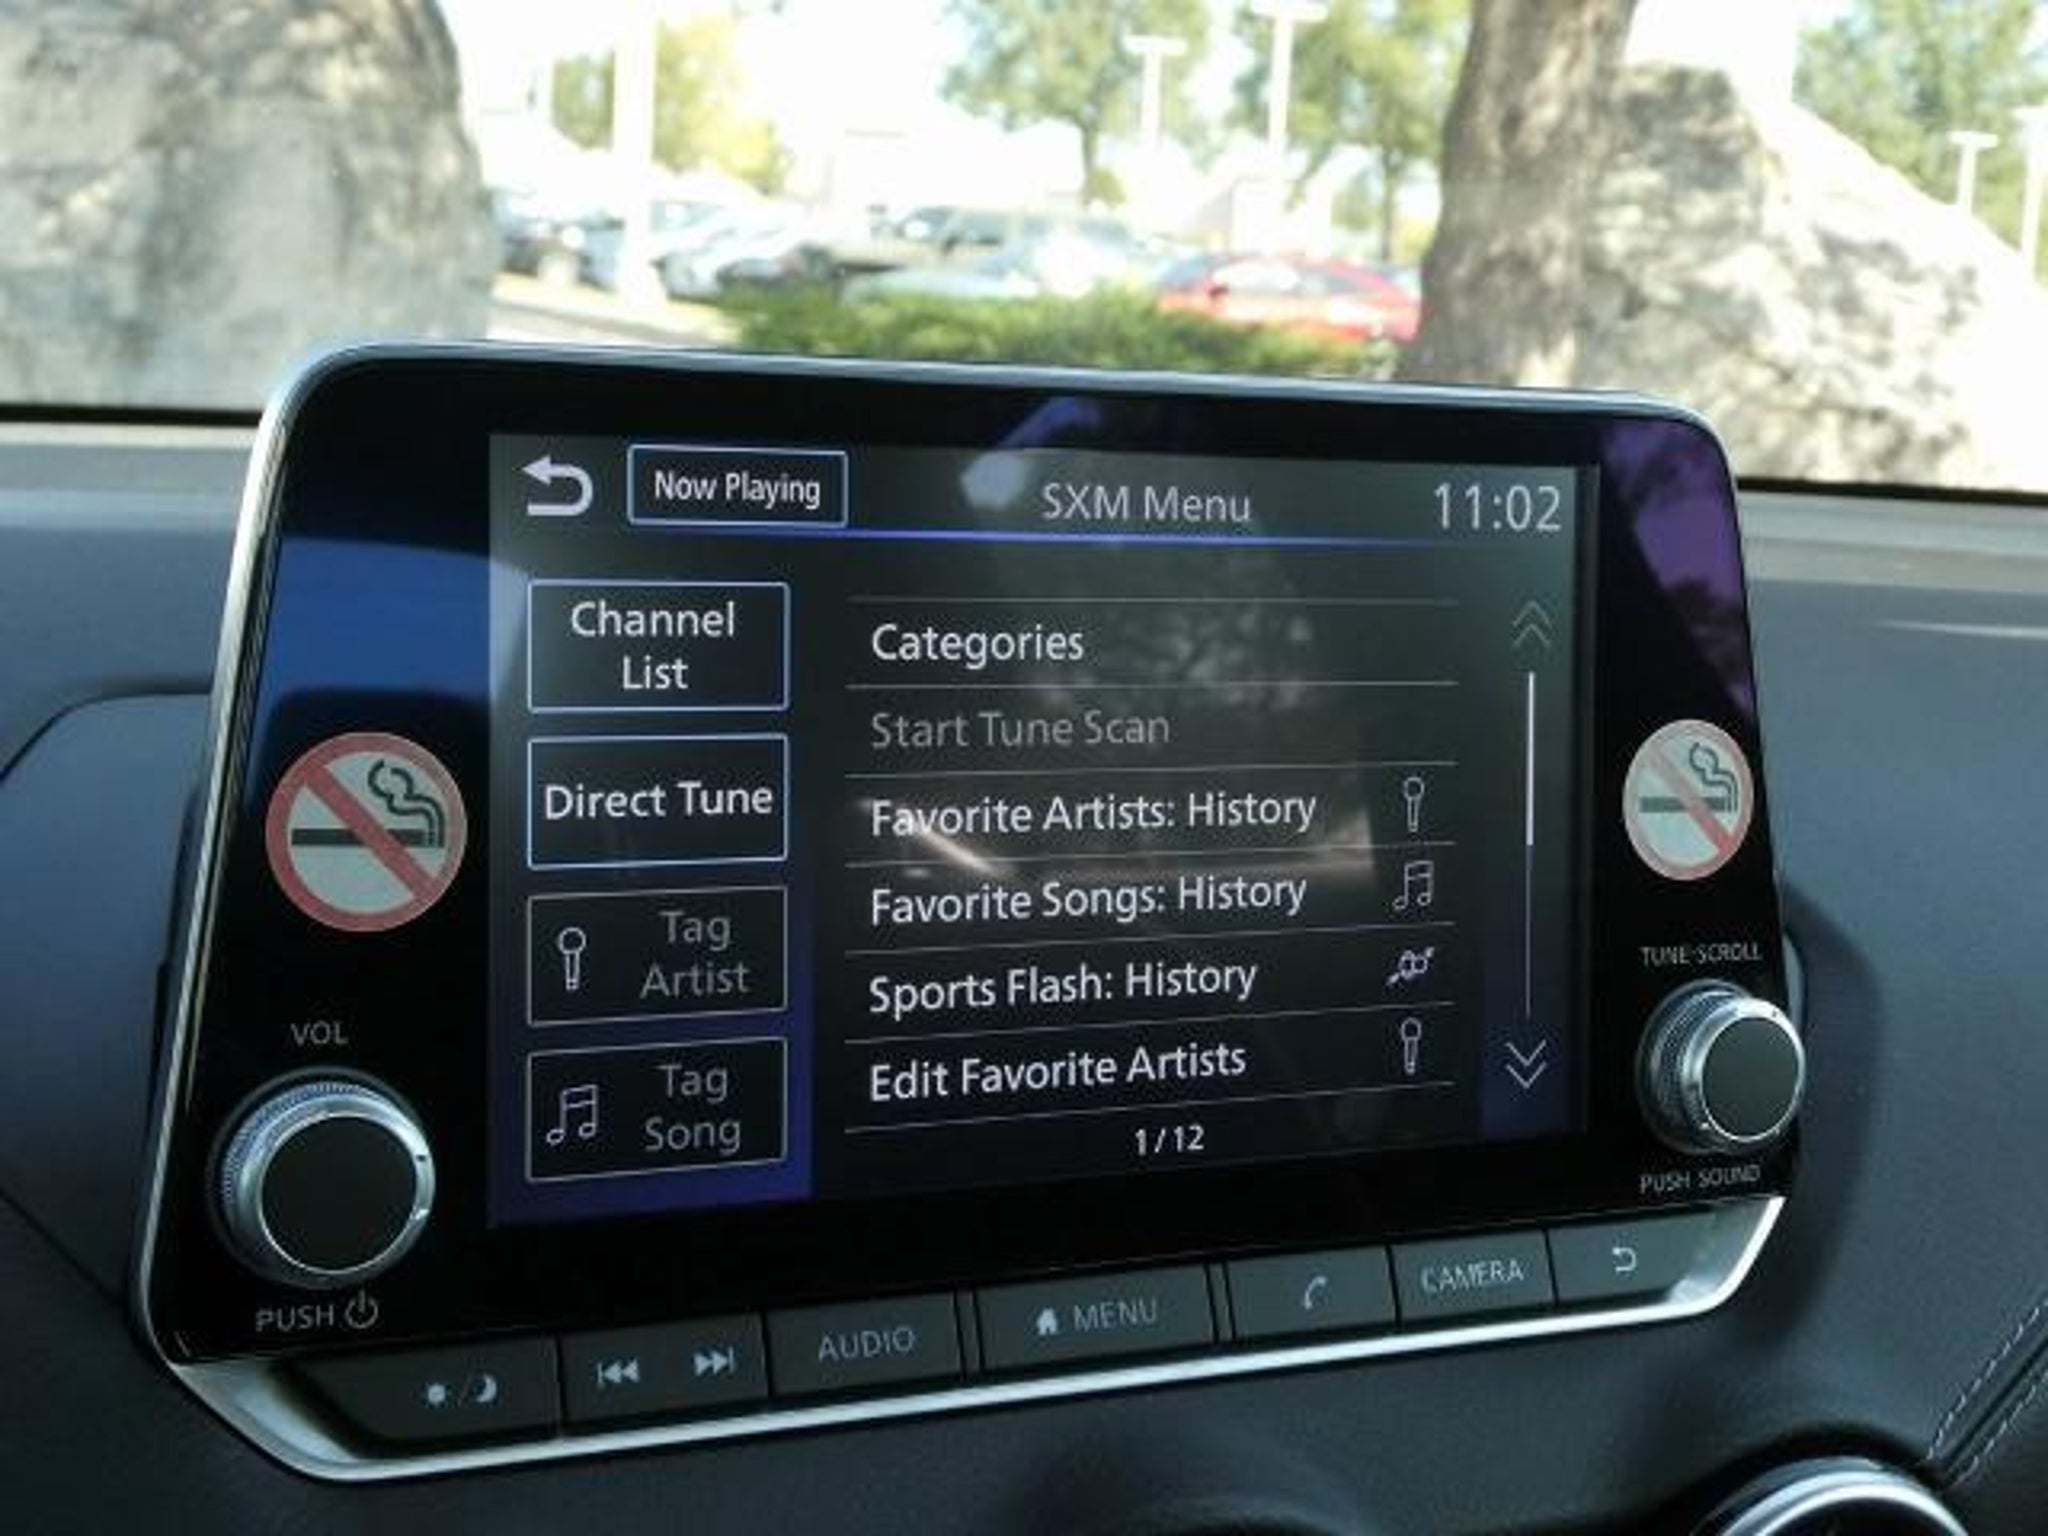 Now Playing
SXM Menu
11:02
Channel
List
Direct Tune
Tag
Artist
Tag
Song
Categories
Start Tune Scan
Favorite Artists: History
Favorite Songs: History
Sports Flash: History
Edit Favorite Artists
1/12
VOL
PUSH
TUNE·SCROLL
PUSH SOUND
AUDIO
MENU
CAMERA